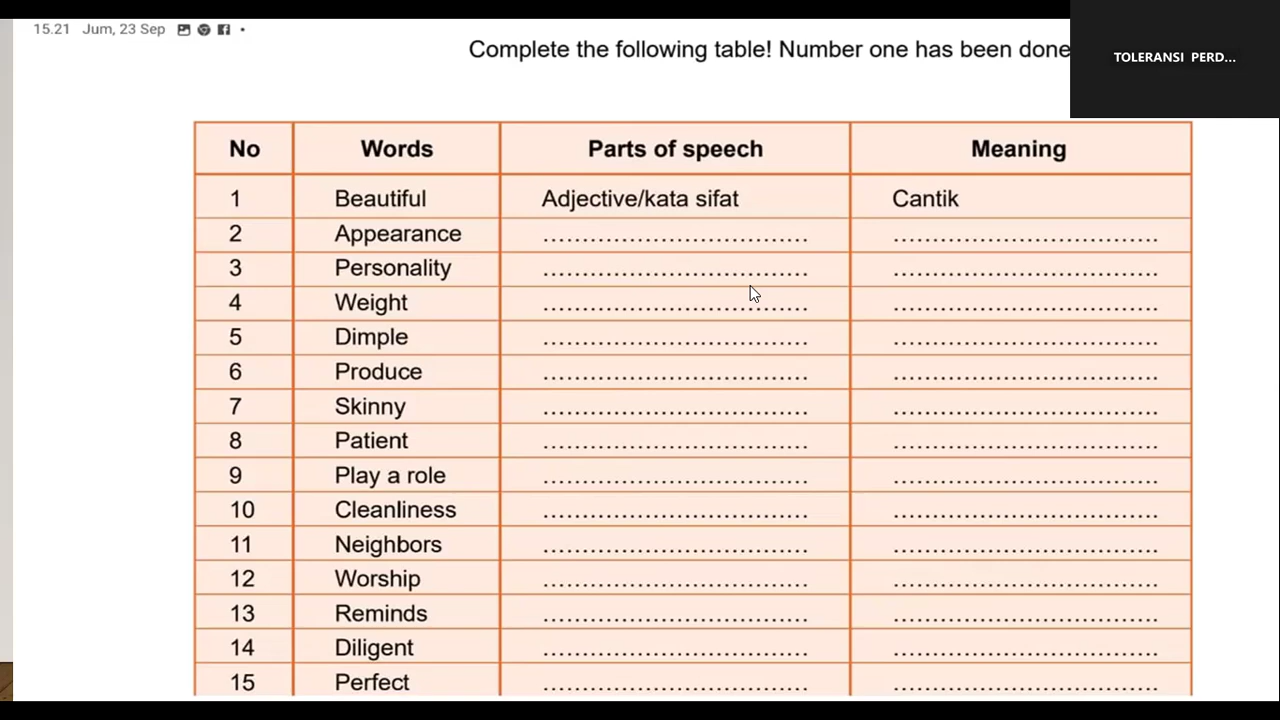 15.21 Jum, 23 Sep
TOLERANSI PERD...
Complete the following table! Number one has been done
No Words Parts of speech Meaning
1 Beautiful Adjective/kata sifat Cantik
2 Appearance ………………………………… …………………………………
3 Personality ………………………………… …………………………………
4 Weight ………………………………… …………………………………
5 Dimple ………………………………… …………………………………
6 Produce ………………………………… …………………………………
7 Skinny ………………………………… …………………………………
8 Patient ………………………………… …………………………………
9 Play a role ………………………………… …………………………………
10 Cleanliness ………………………………… …………………………………
11 Neighbors ………………………………… …………………………………
12 Worship ………………………………… …………………………………
13 Reminds ………………………………… …………………………………
14 Diligent ………………………………… …………………………………
15 Perfect ………………………………… …………………………………